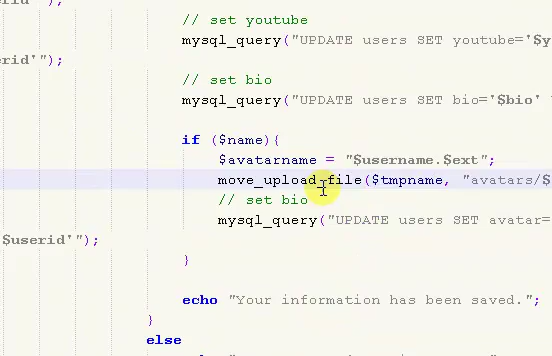 erid'");
// set youtube
mysql_query("UPDATE users SET youtube='$y
erid'");
// set bio
mysql_query("UPDATE users SET bio='$bio'
if ($name){
$avatarname = "$username.$ext";
move_upload_file($tmpname, "avatars/$
// set bio
mysql_query("UPDATE users SET avatar=
$userid'");
}
echo "Your information has been saved.";
}
else